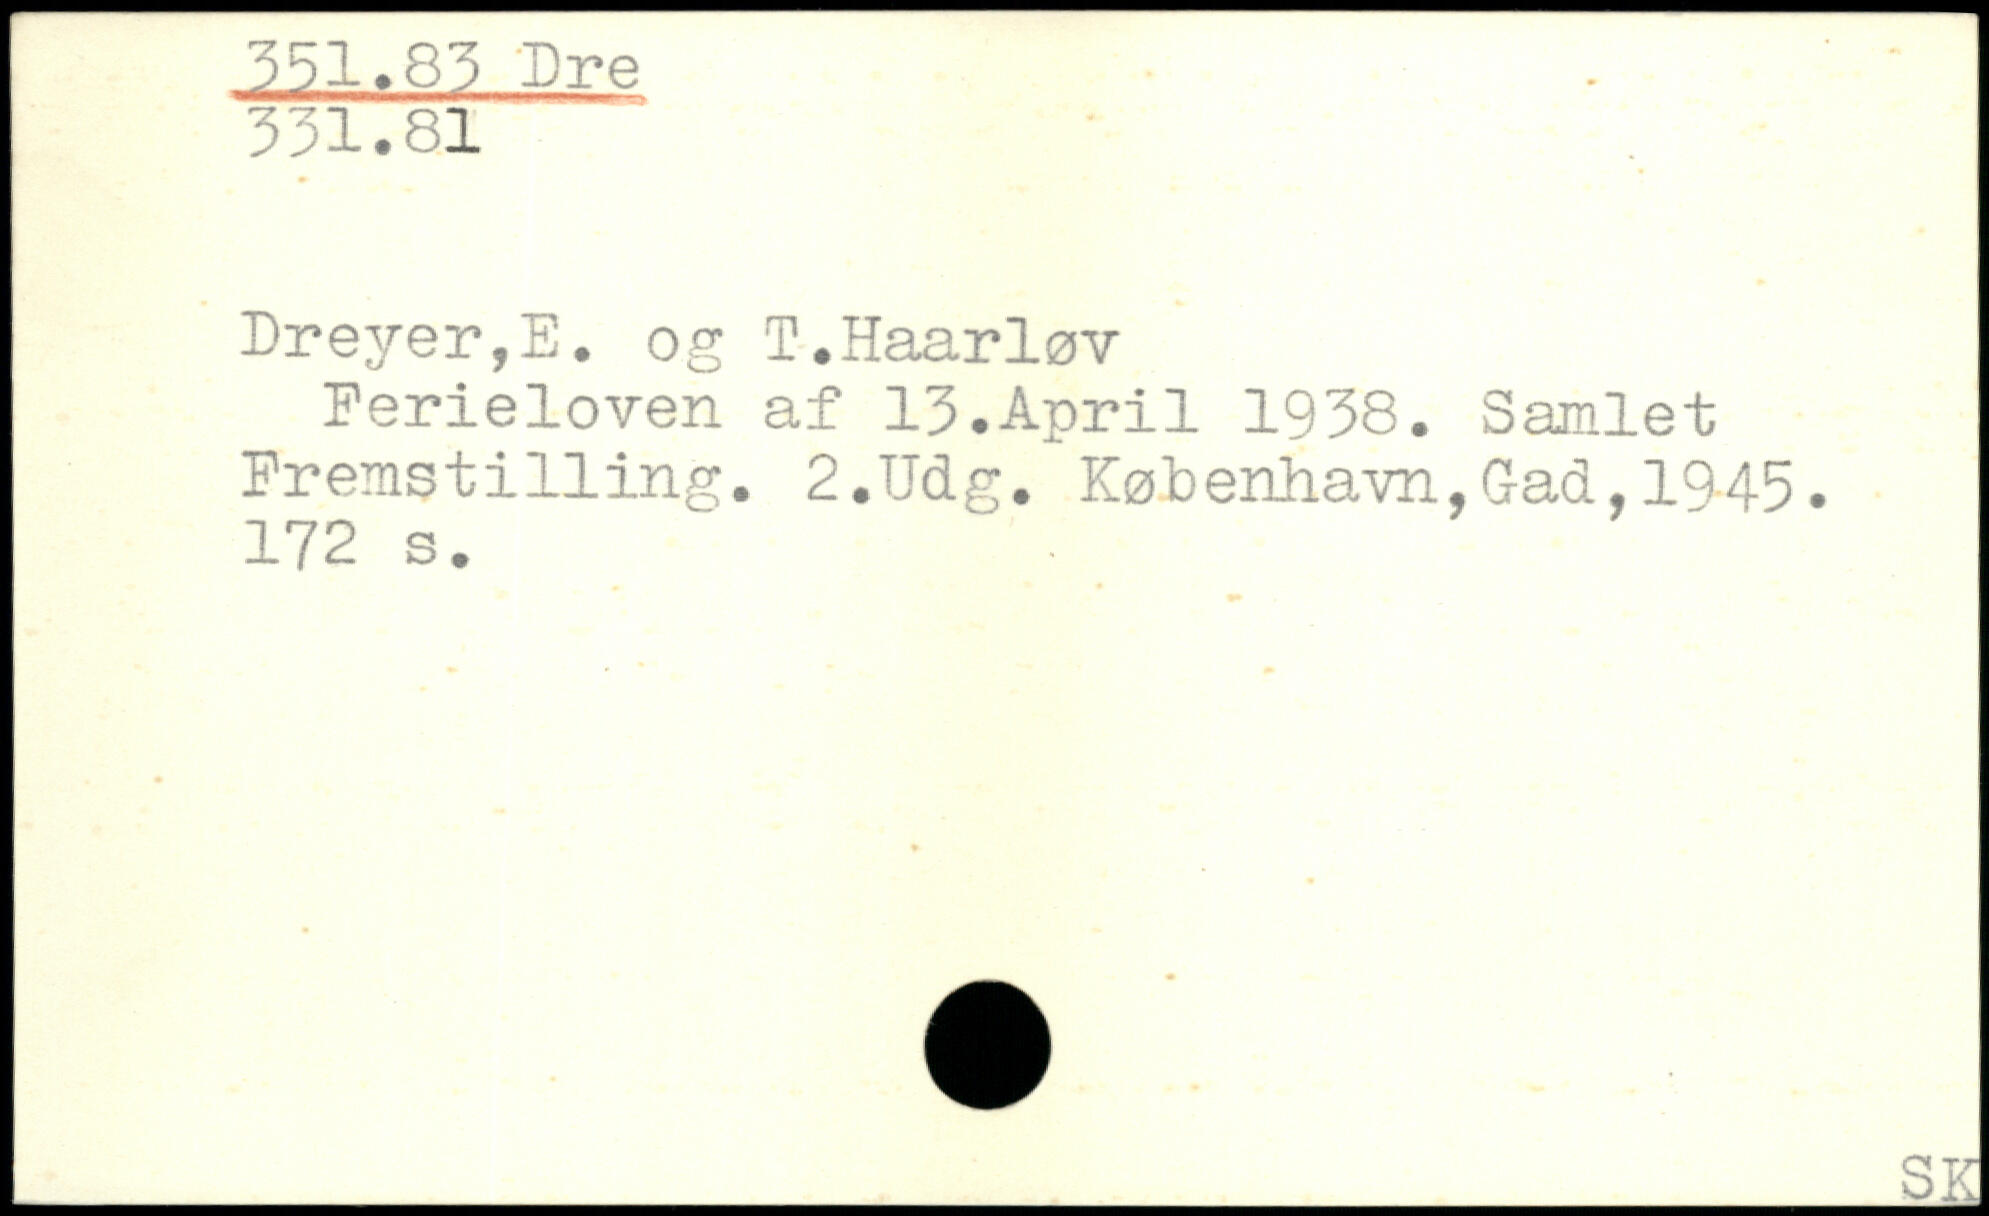 351.83 Dre
331.81
Dreyer,E. og T.Haarløv
Ferieloven af 13.April 1938. Samlet
Fremstilling. 2.Udg. København,Gad,1945.
172 s.
SK